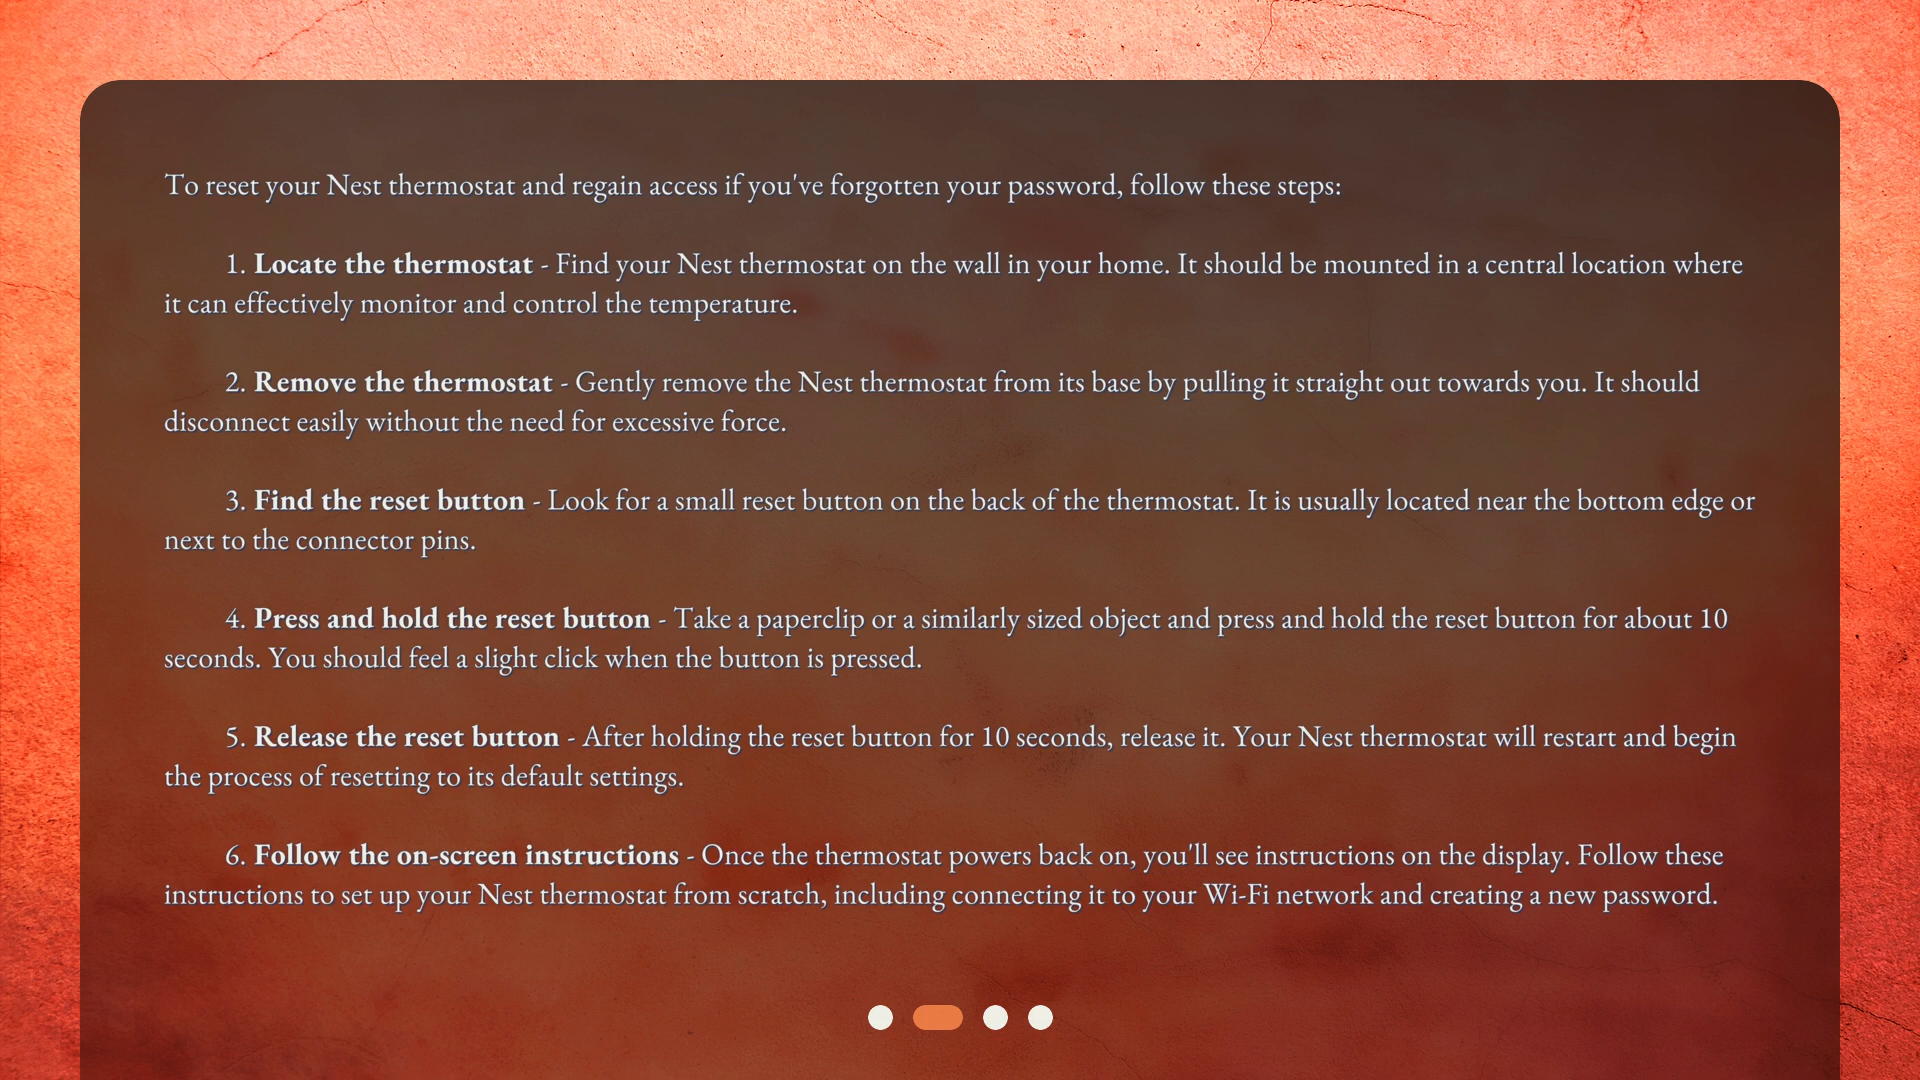 To reset your Nest thermostat and regain access if you've forgotten your password, follow these steps:
1. Locate the thermostat - Find your Nest thermostat on the wall in your home. It should be mounted in a central location where
it can effectively monitor and control the temperature.
2. Remove the thermostat - Gently remove the Nest thermostat from its base by pulling it straight out towards you. It should
disconnect easily without the need for excessive force.
3. Find the reset button - Look for a small reset button on the back of the thermostat. It is usually located near the bottom edge or
next to the connector pins.
4. Press and hold the reset button - Take a paperclip or a similarly sized object and press and hold the reset button for about 10
seconds. You should feel a slight click when the button is pressed.
5. Release the reset button - After holding the reset button for 10 seconds, release it. Your Nest thermostat will restart and begin
the process of resetting to its default settings.
6. Follow the on-screen instructions - Once the thermostat powers back on, you'll see instructions on the display. Follow these
instructions to set up your Nest thermostat from scratch, including connecting it to your Wi-Fi network and creating a new password.